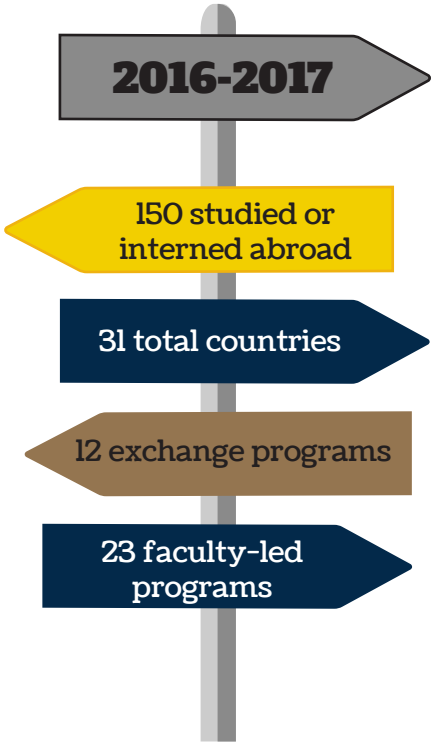 2016-2017
150 studied or
interned abroad
31 total countries
12 exchange programs
23 faculty-led
programs